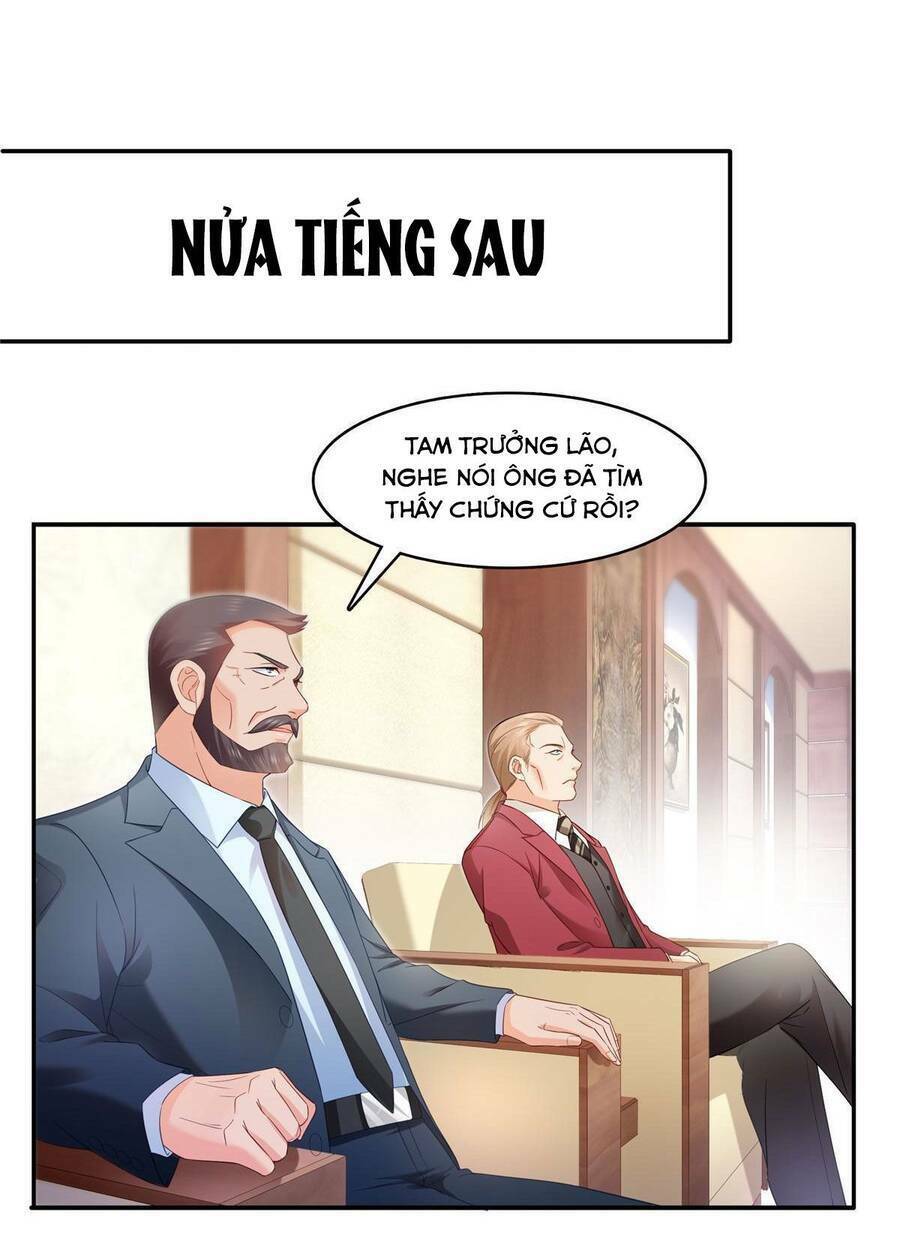 NỬA TIẾNG SAU
TAM TRƯỞNG LÃO,
NGHE NÓI ÔNG ĐÃ TÌM
THẤY CHỨNG CỨ RỒI?